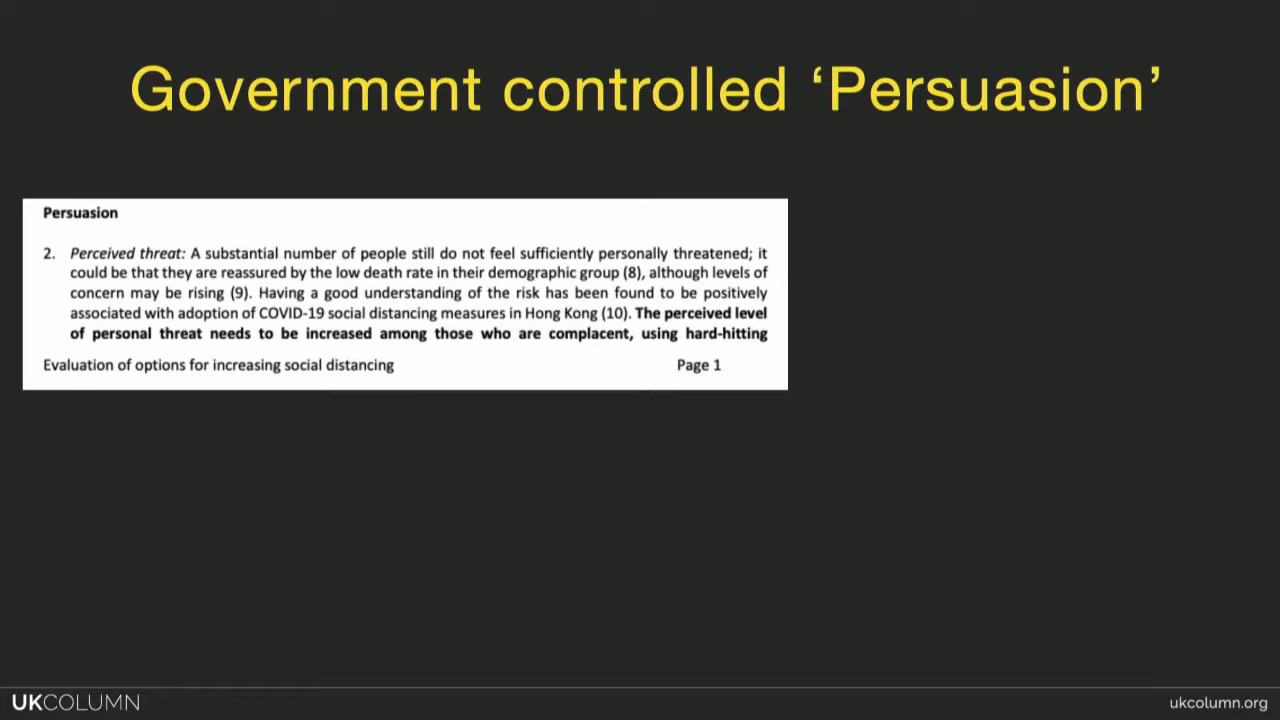 Government controlled ‘Persuasion’
Persuasion
2. Perceived threat: A substantial number of people still do not feel sufficiently personally threatened; it
could be that they are reassured by the low death rate in their demographic group (8), although levels of
concern may be rising (9). Having a good understanding of the risk has been found to be positively
associated with adoption of COVID-19 social distancing measures in Hong Kong (10). The perceived level
of personal threat needs to be increased among those who are complacent, using hard-hitting
Evaluation of options for increasing social distancing Page 1
UKCOLUMN ukcolumn.org